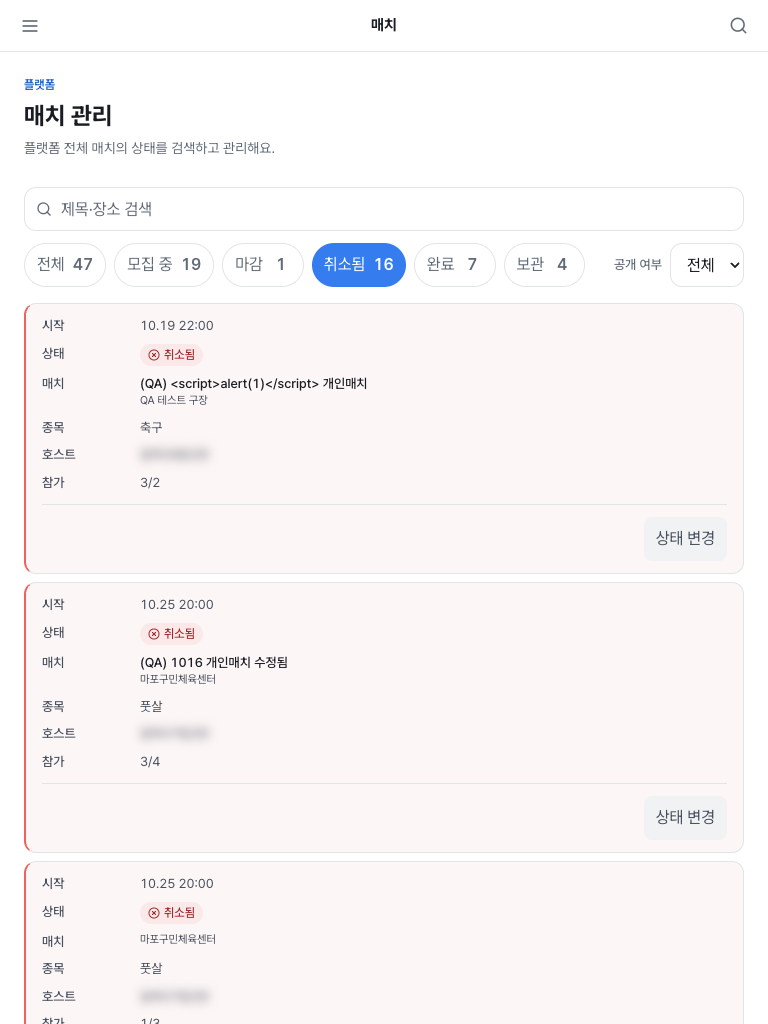 매치
플랫폼
매치 관리
플랫폼 전체 매치의 상태를 검색하고 관리해요.
제목·장소 검색
전체 47 모집 중 19 마감 1 취소됨 16 완료 7 보관 4 공개 여부 전체
시작 10.19 22:00
상태 취소됨
매치 (QA) <script>alert(1)</script> 개인매치
QA 테스트 구장
종목 축구
호스트
참가 3/2
상태 변경
시작 10.25 20:00
상태 취소됨
매치 (QA) 1016 개인매치 수정됨
마포구민체육센터
종목 풋살
호스트
참가 3/4
상태 변경
시작 10.25 20:00
상태 취소됨
매치 마포구민체육센터
종목 풋살
호스트
참가 1/3